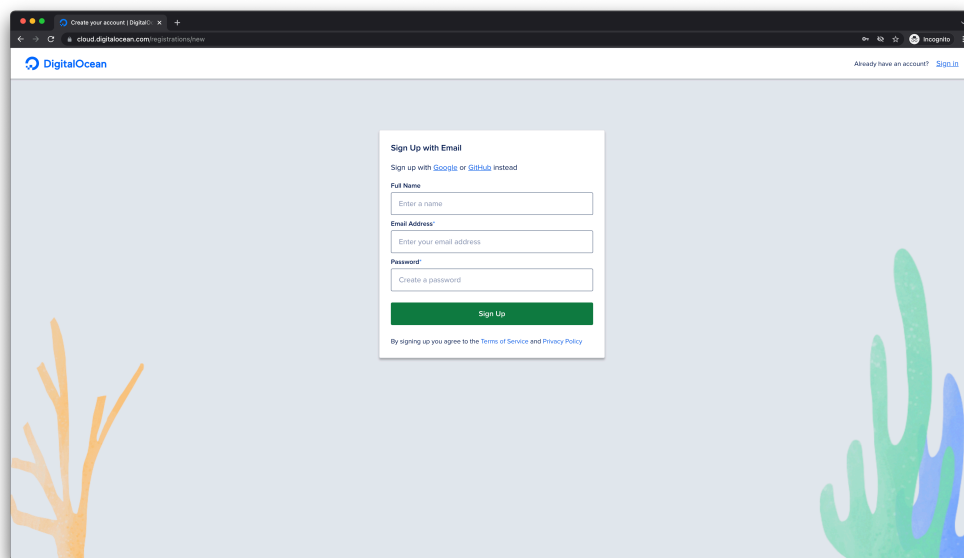 Create your account | DigitalO
cloud.digitalocean.com/registrations/new
Incognito
DigitalOcean
Already have an account? Sign in
Sign Up with Email
Sign up with Google or GitHub instead
Full Name
Enter a name
Email Address*
Enter your email address
Password*
Create a password
Sign Up
By signing up you agree to the Terms of Service and Privacy Policy